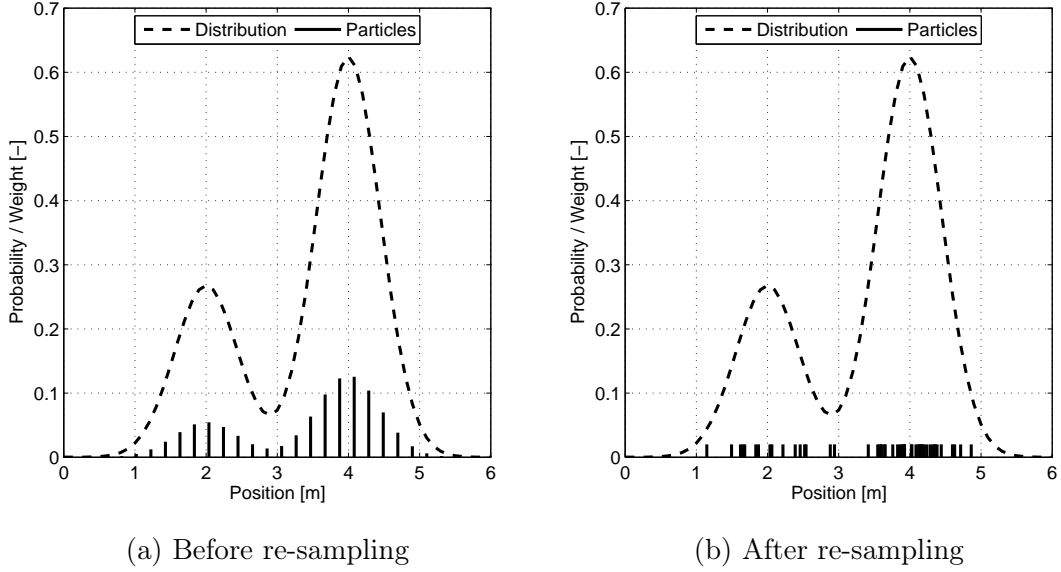 0.7
0.6
0.5
0.4
0.3
0.2
0.1
0
Probability / Weight [-]
Distribution Particles
0 1 2 3 4 5 6
Position [m]
(a) Before re-sampling
0.7
0.6
0.5
0.4
0.3
0.2
0.1
0
Probability / Weight [-]
Distribution Particles
0 1 2 3 4 5 6
Position [m]
(b) After re-sampling